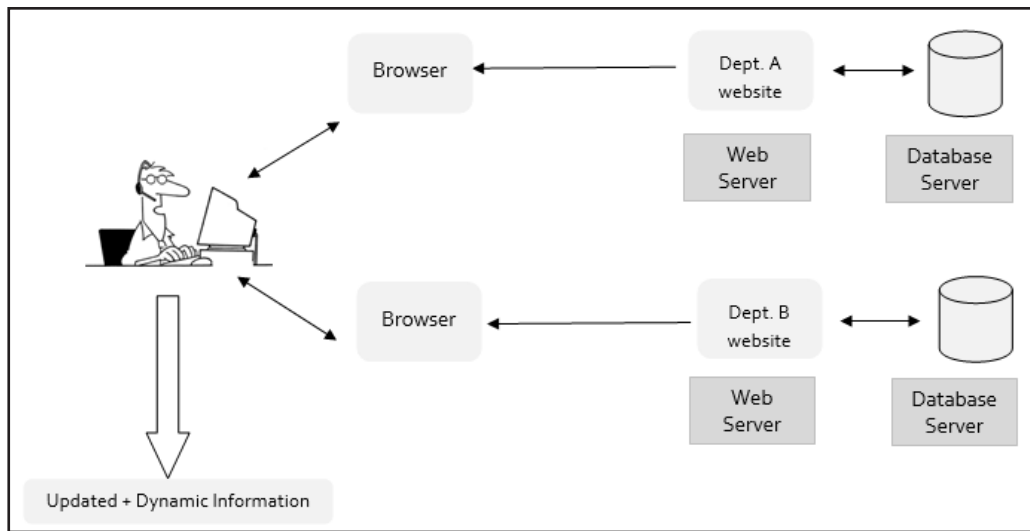 Browser
Dept. A
website
Web
Server
Database
Server
Browser
Dept. B
website
Web
Server
Database
Server
Updated + Dynamic Information